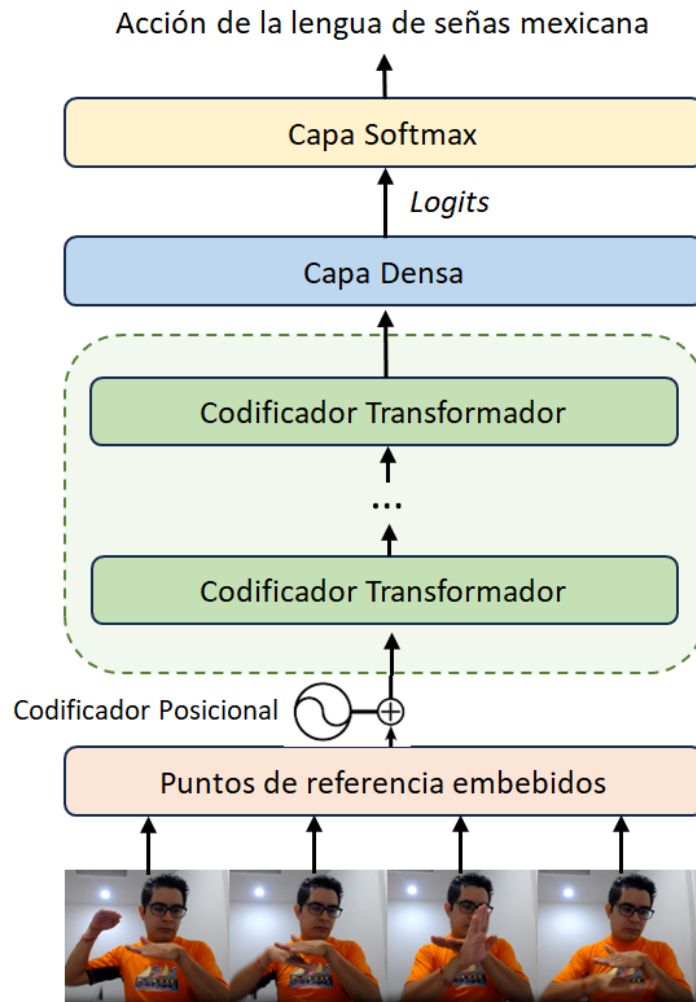 Acción de la lengua de señas mexicana
Capa Softmax
Logits
Capa Densa
Codificador Transformador
...
Codificador Transformador
Codificador Posicional
Puntos de referencia embebidos